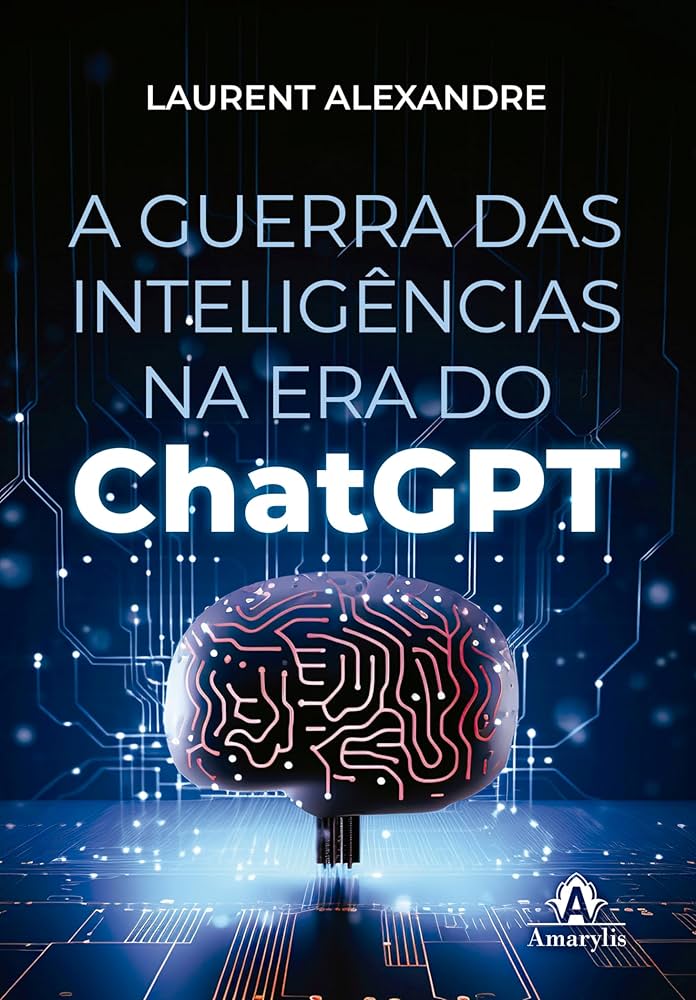 LAURENT ALEXANDRE
A GUERRA DAS
INTELIGÊNCIAS
NA ERA DO
ChatGPT
A
Amarylis